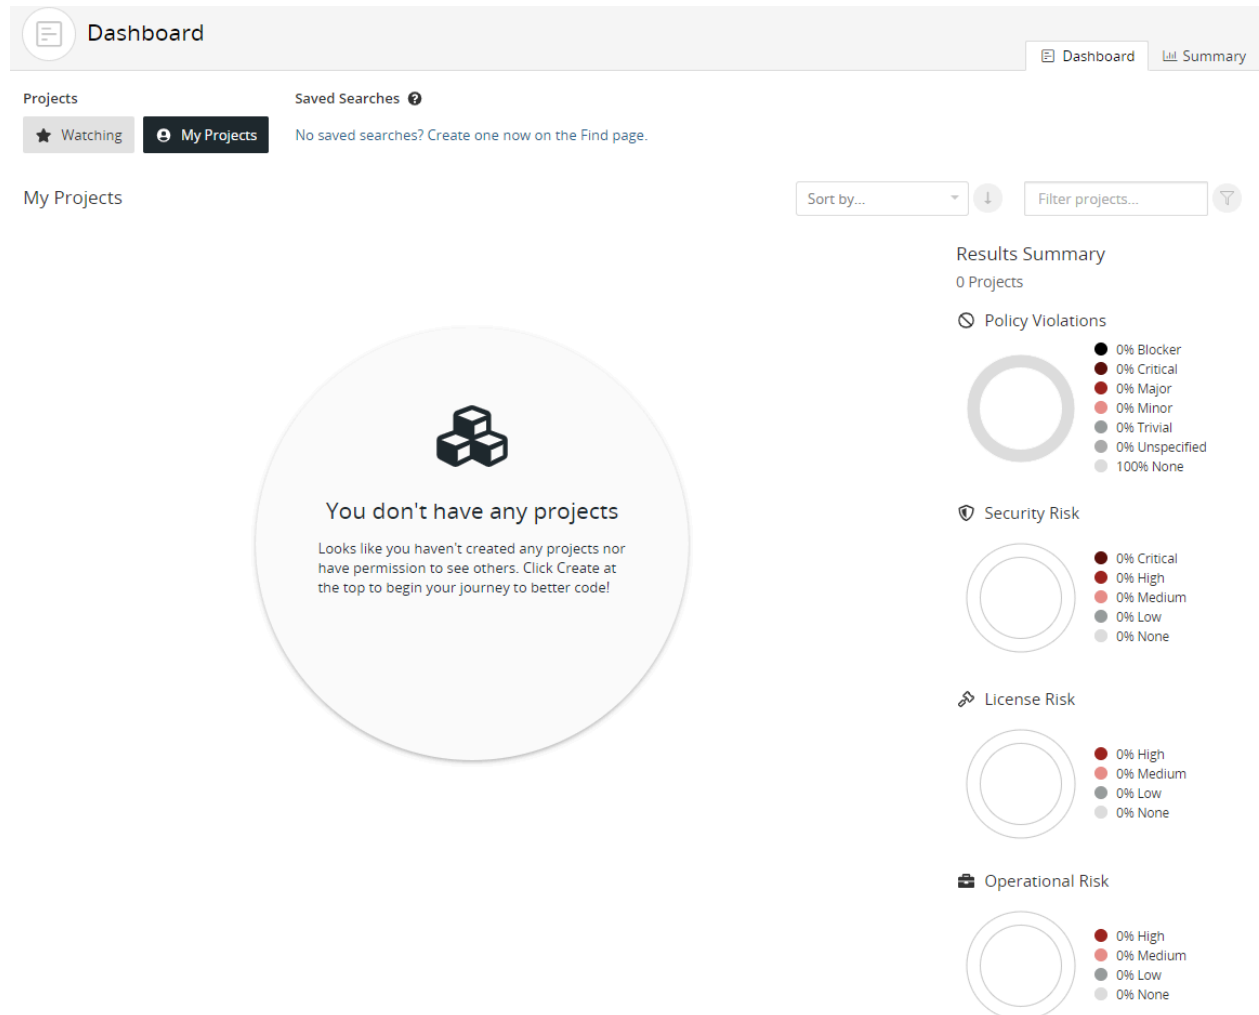 Dashboard
Dashboard
Summary
Projects
Saved Searches
Watching
My Projects
No saved searches? Create one now on the Find page.
My Projects
Sort by...
Filter projects...
Results Summary
0 Projects
Policy Violations
0% Blocker
0% Critical
0% Major
0% Minor
0% Trivial
0% Unspecified
100% None
You don't have any projects
Looks like you haven't created any projects nor
have permission to see others. Click Create at
the top to begin your journey to better code!
Security Risk
0% Critical
0% High
0% Medium
0% Low
0% None
License Risk
0% High
0% Medium
0% Low
0% None
Operational Risk
0% High
0% Medium
0% Low
0% None